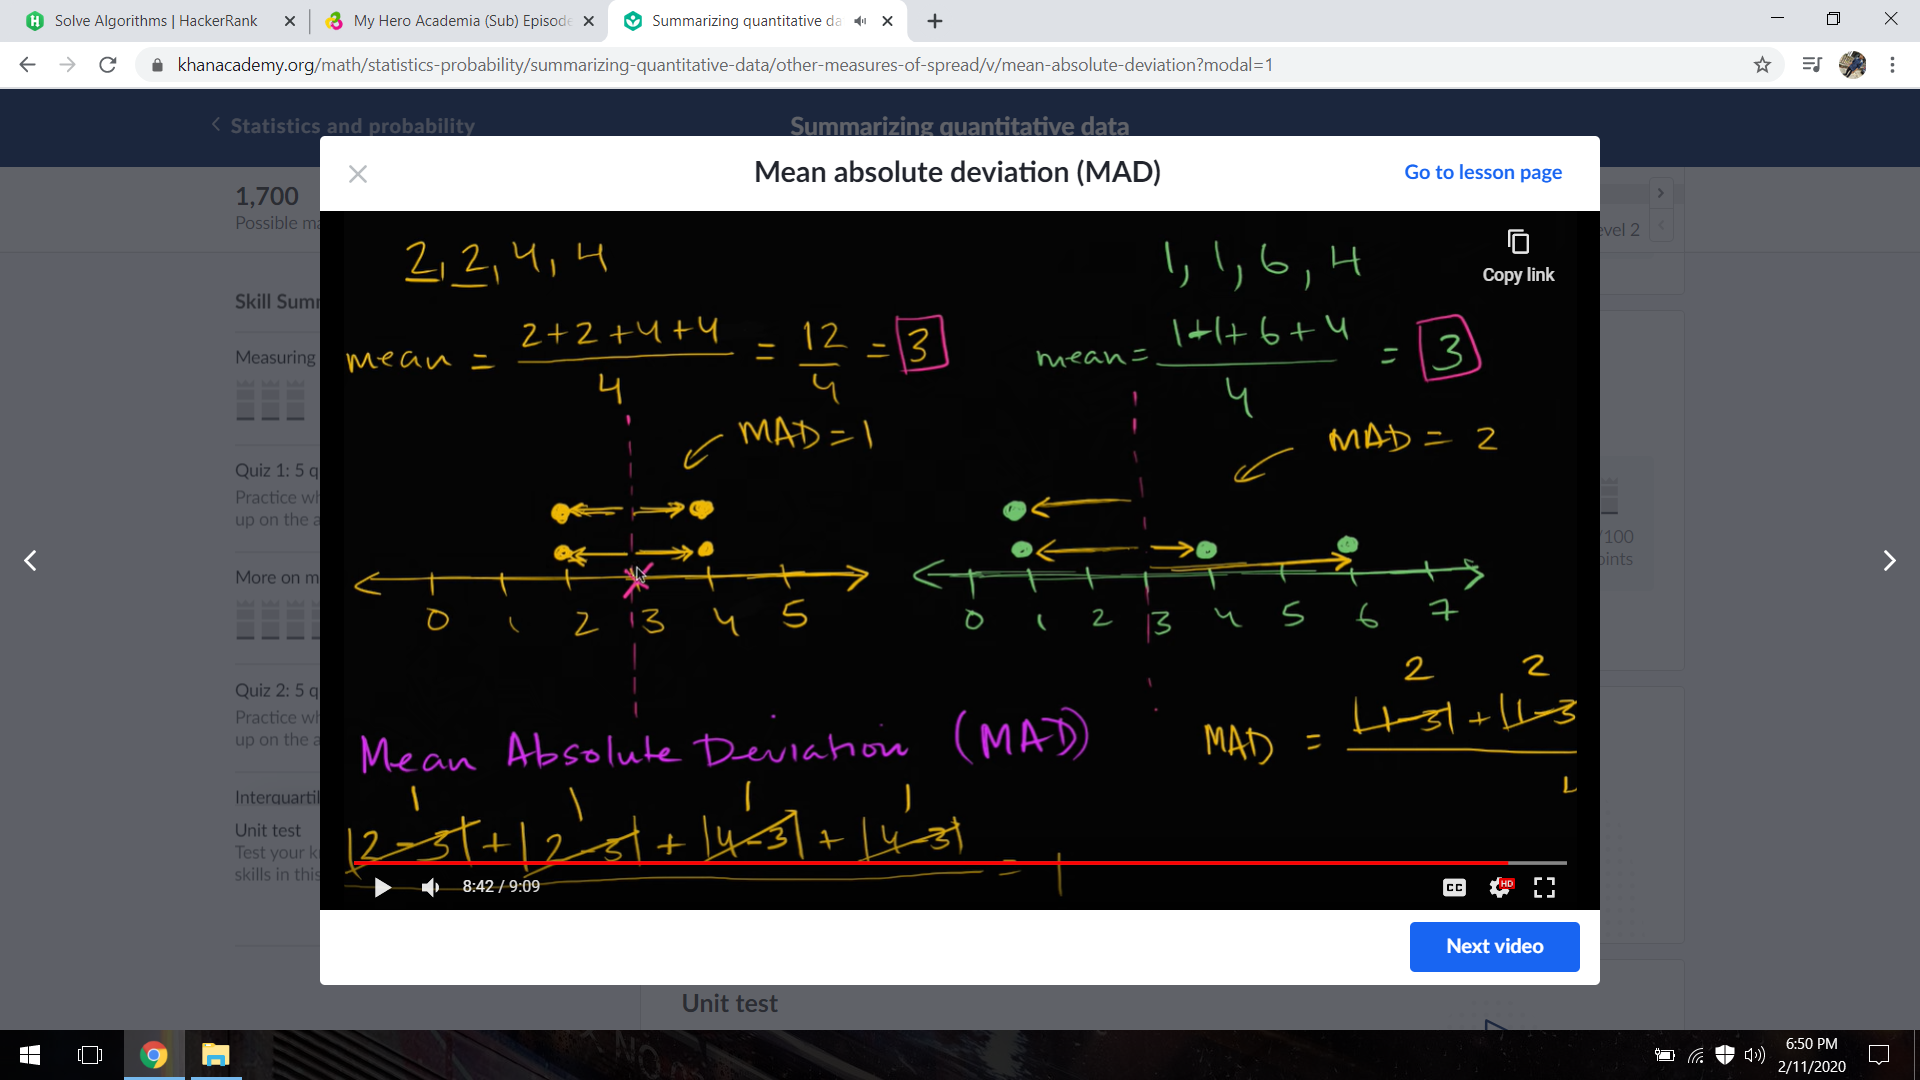 Solve Algorithms | HackerRank
My Hero Academia (Sub) Episode
Summarizing quantitative da
khanacademy.org/math/statistics-probability/summarizing-quantitative-data/other-measures-of-spread/v/mean-absolute-deviation?modal=1
Statistics and probability
Summarizing quantitative data
Mean absolute deviation (MAD)
Go to lesson page
1,700
Possible ma
evel 2
Skill Summ
Measuring
Quiz 1: 5 q
Practice wh
up on the a
More on m
Quiz 2: 5 q
Practice wh
up on the a
Interquartil
Unit test
Test your k
skills in this
/100
oints
Copy link
2, 2, 4, 4
1, 1, 6, 4
mean = 2+2+4+4 / 4 = 12 / 4 = 3
mean = 1+1+6+4 / 4 = 3
MAD = 1
MAD = 2
0 1 2 3 4 5
0 1 2 3 4 5 6 7
2 2
MAD = |1-3| + |1-3
4
Mean Absolute Deviation (MAD)
1 1 1 1
|2-3| + |2-3| + |4-3| + |4-3| = 1
8:42 / 9:09
CC
HD
Next video
Unit test
6:50 PM
2/11/2020